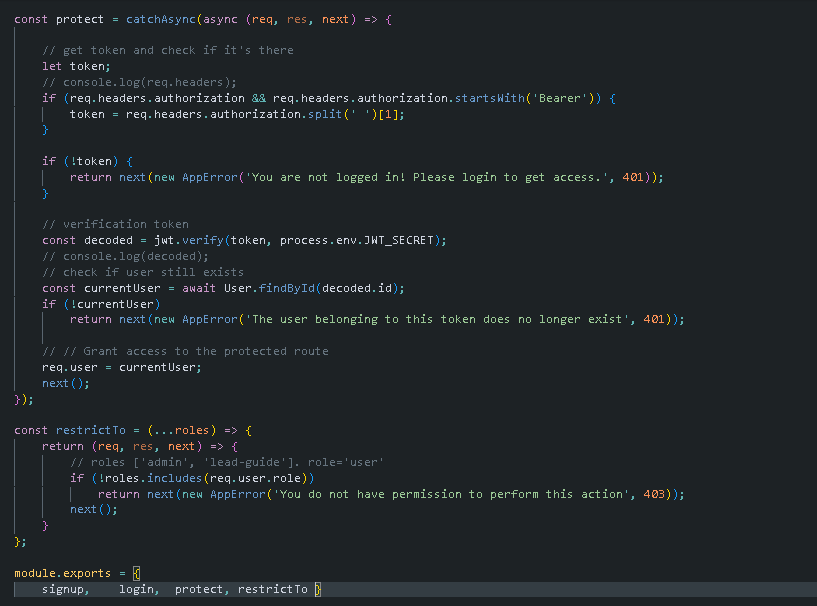 const protect = catchAsync(async (req, res, next) => {
// get token and check if it's there
let token;
// console.log(req.headers);
if (req.headers.authorization && req.headers.authorization.startsWith('Bearer')) {
token = req.headers.authorization.split(' ')[1];
}
if (!token) {
return next(new AppError('You are not logged in! Please login to get access.', 401));
}
// verification token
const decoded = jwt.verify(token, process.env.JWT_SECRET);
// console.log(decoded);
// check if user still exists
const currentUser = await User.findById(decoded.id);
if (!currentUser)
return next(new AppError('The user belonging to this token does no longer exist', 401));
// // Grant access to the protected route
req.user = currentUser;
next();
});
const restrictTo = (...roles) => {
return (req, res, next) => {
// roles ['admin', 'lead-guide']. role='user'
if (!roles.includes(req.user.role))
return next(new AppError('You do not have permission to perform this action', 403));
next();
}
};
module.exports = {
signup, login, protect, restrictTo }